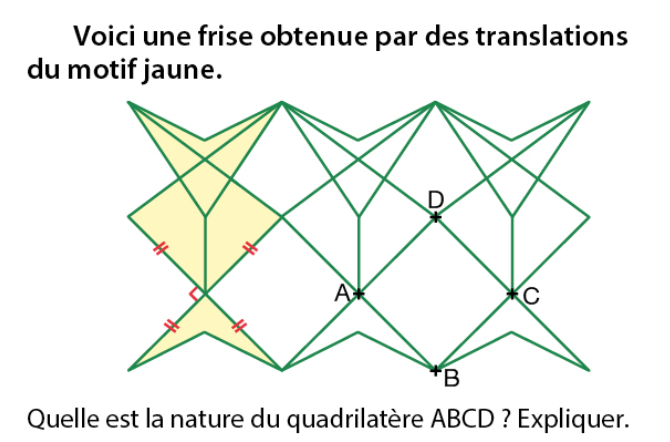 Voici une frise obtenue par des translations
du motif jaune.
D
A
C
B
Quelle est la nature du quadrilatère ABCD ? Expliquer.